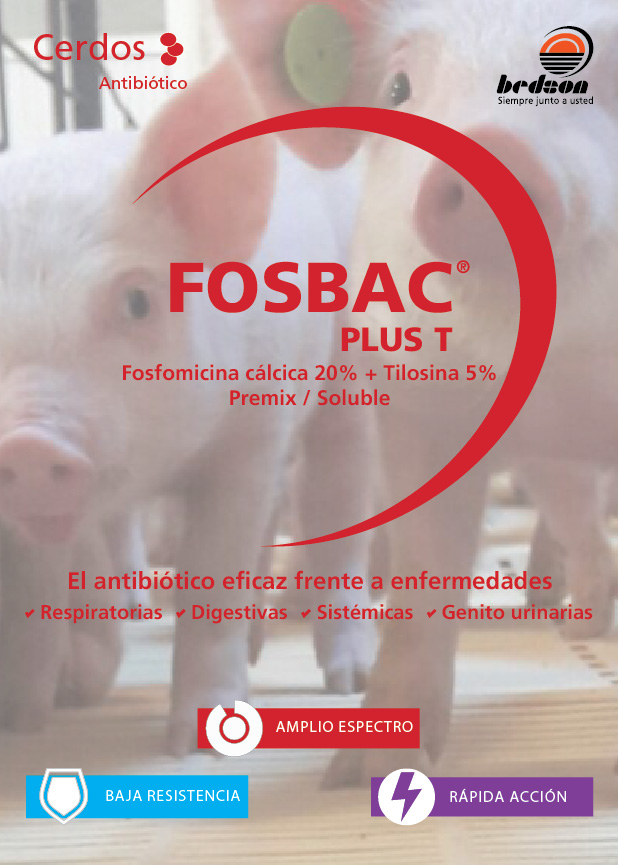 Cerdos
Antibiótico
bedson
Siempre junto a usted
FOSBAC®
PLUS T
Fosfomicina cálcica 20% + Tilosina 5%
Premix / Soluble
El antibiótico eficaz frente a enfermedades
Respiratorias Digestivas Sistémicas Genito urinarias
AMPLIO ESPECTRO
BAJA RESISTENCIA
RÁPIDA ACCIÓN